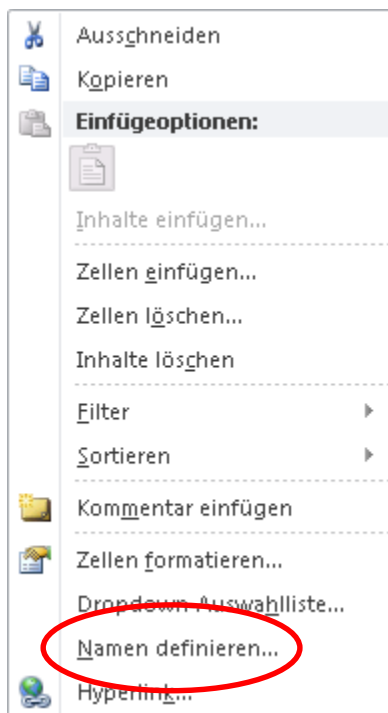 Ausschneiden
Kopieren
Einfügeoptionen:
Inhalte einfügen...
Zellen einfügen...
Zellen löschen...
Inhalte löschen
Filter
Sortieren
Kommentar einfügen
Zellen formatieren...
Dropdown-Auswahlliste...
Namen definieren...
Hyperlink...